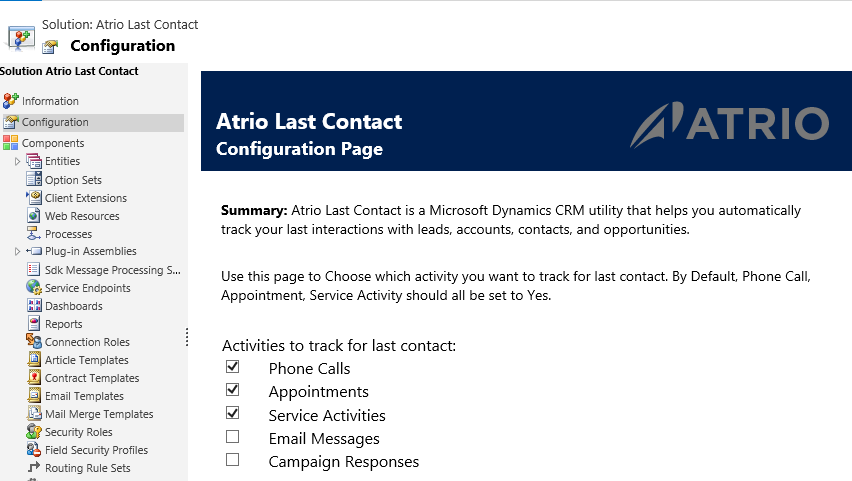 Solution: Atrio Last Contact
Configuration
Solution Atrio Last Contact
Information
Configuration
Components
Entities
Option Sets
Client Extensions
Web Resources
Processes
Plug-in Assemblies
Sdk Message Processing S...
Service Endpoints
Dashboards
Reports
Connection Roles
Article Templates
Contract Templates
Email Templates
Mail Merge Templates
Security Roles
Field Security Profiles
Routing Rule Sets
Atrio Last Contact
Configuration Page
ATRIO
Summary: Atrio Last Contact is a Microsoft Dynamics CRM utility that helps you automatically
track your last interactions with leads, accounts, contacts, and opportunities.
Use this page to Choose which activity you want to track for last contact. By Default, Phone Call,
Appointment, Service Activity should all be set to Yes.
Activities to track for last contact:
Phone Calls
Appointments
Service Activities
Email Messages
Campaign Responses